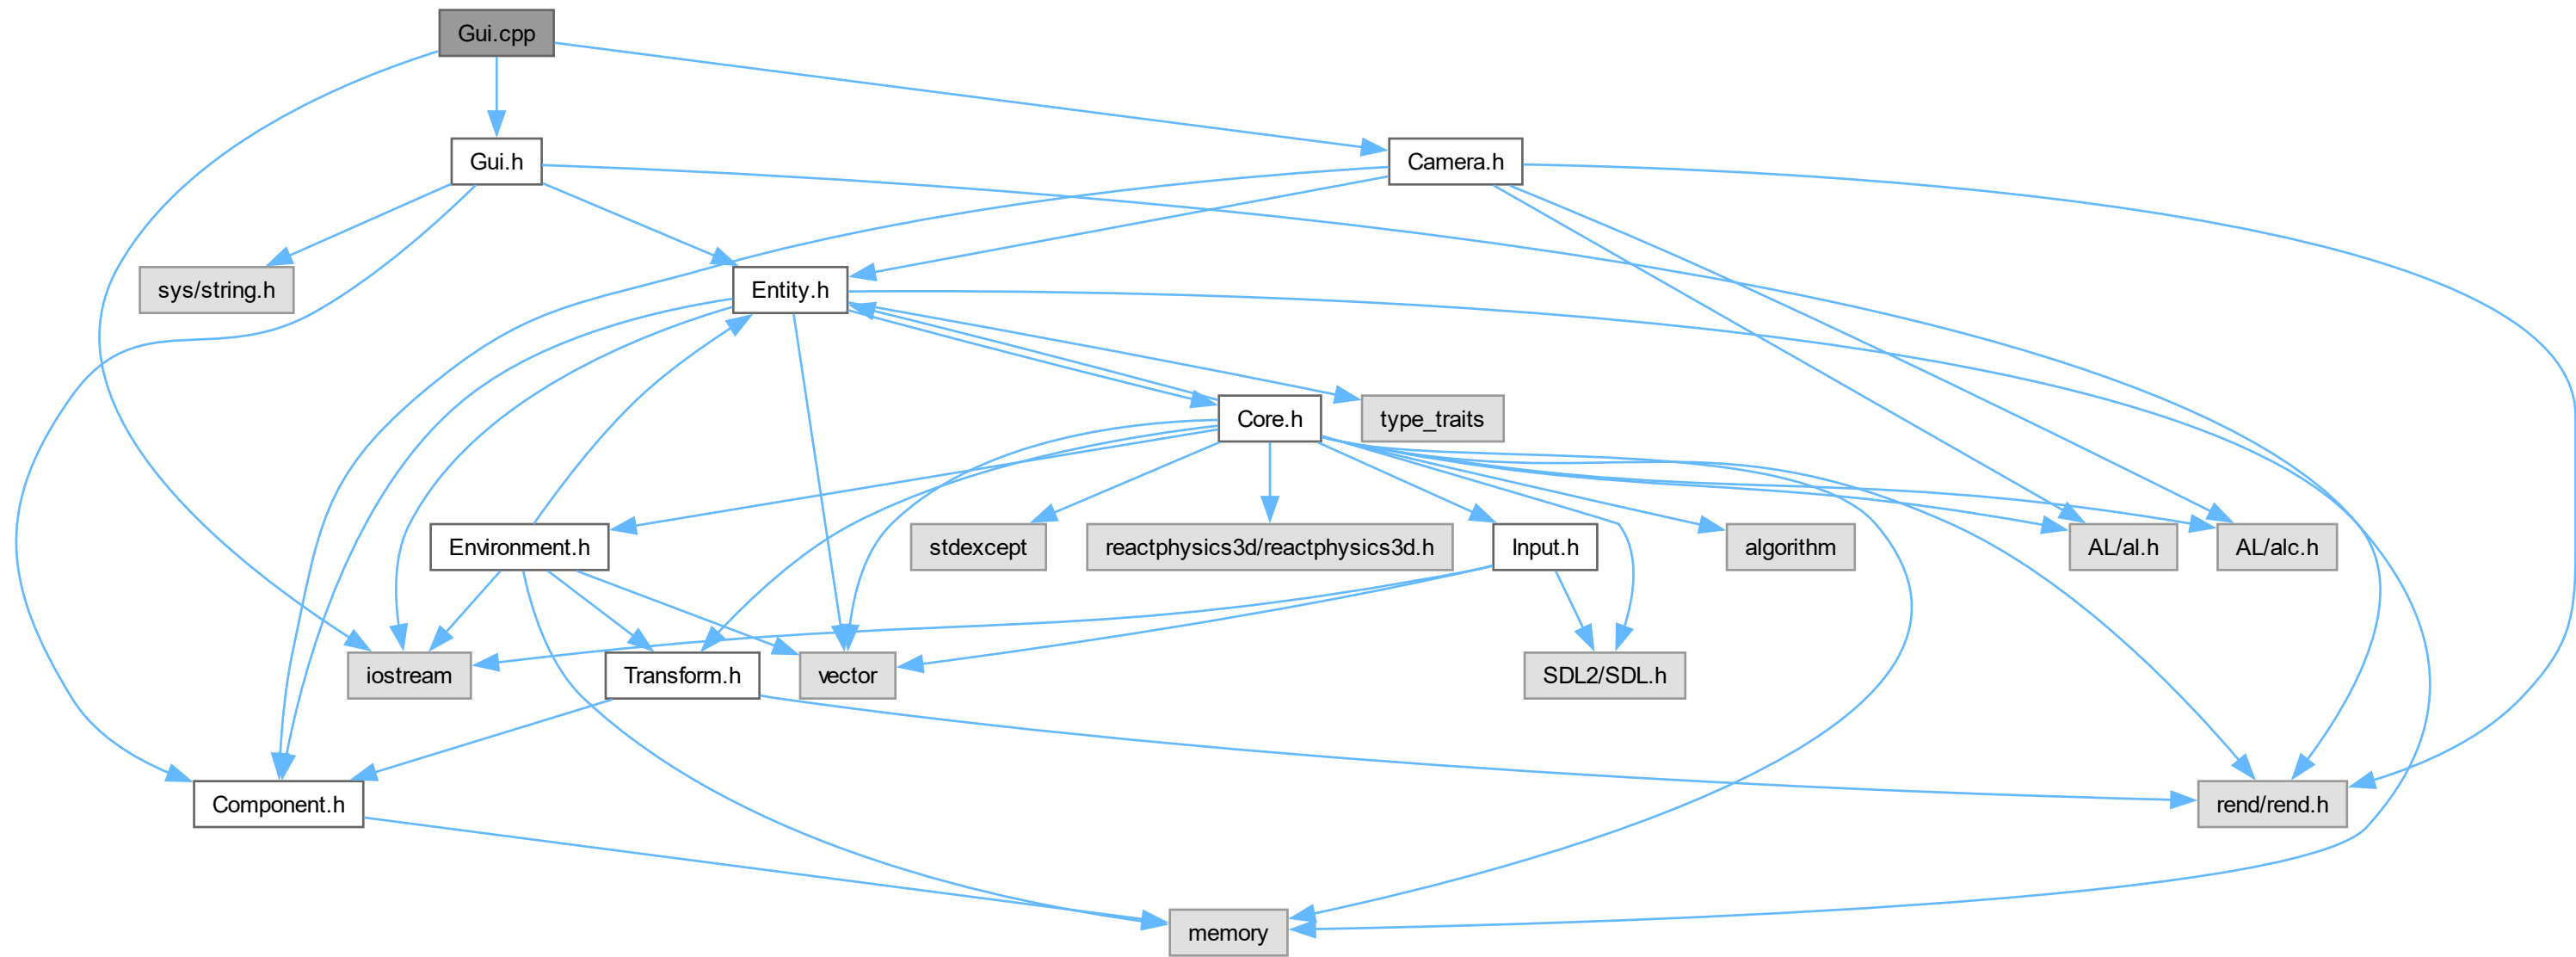 Gui.cpp
Gui.h
Camera.h
sys/string.h
Entity.h
Core.h
type_traits
Environment.h
stdexcept
reactphysics3d/reactphysics3d.h
Input.h
algorithm
AL/al.h
AL/alc.h
iostream
Transform.h
vector
SDL2/SDL.h
Component.h
rend/rend.h
memory